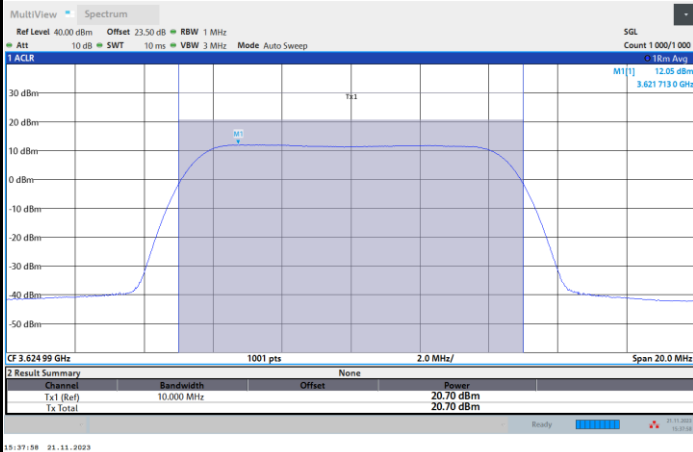 MultiView Spectrum
Ref Level 40.00 dBm Offset 23.50 dB RBW 1 MHz SGL
Att 10 dB SWT 10 ms VBW 3 MHz Mode Auto Sweep Count 1000/1000
1 ACLR 1Rm Avg
M1[1] 12.05 dBm
3.621 713 0 GHz
30 dBm
Tx1
20 dBm
M1
10 dBm
0 dBm
-10 dBm
-20 dBm
-30 dBm
-40 dBm
-50 dBm
CF 3.624 99 GHz 1001 pts 2.0 MHz/ Span 20.0 MHz
2 Result Summary None
Channel Bandwidth Offset Power
Tx1 (Ref) 10.000 MHz 20.70 dBm
Tx Total 20.70 dBm
Ready 21.11.2023
15:37:58 21.11.2023